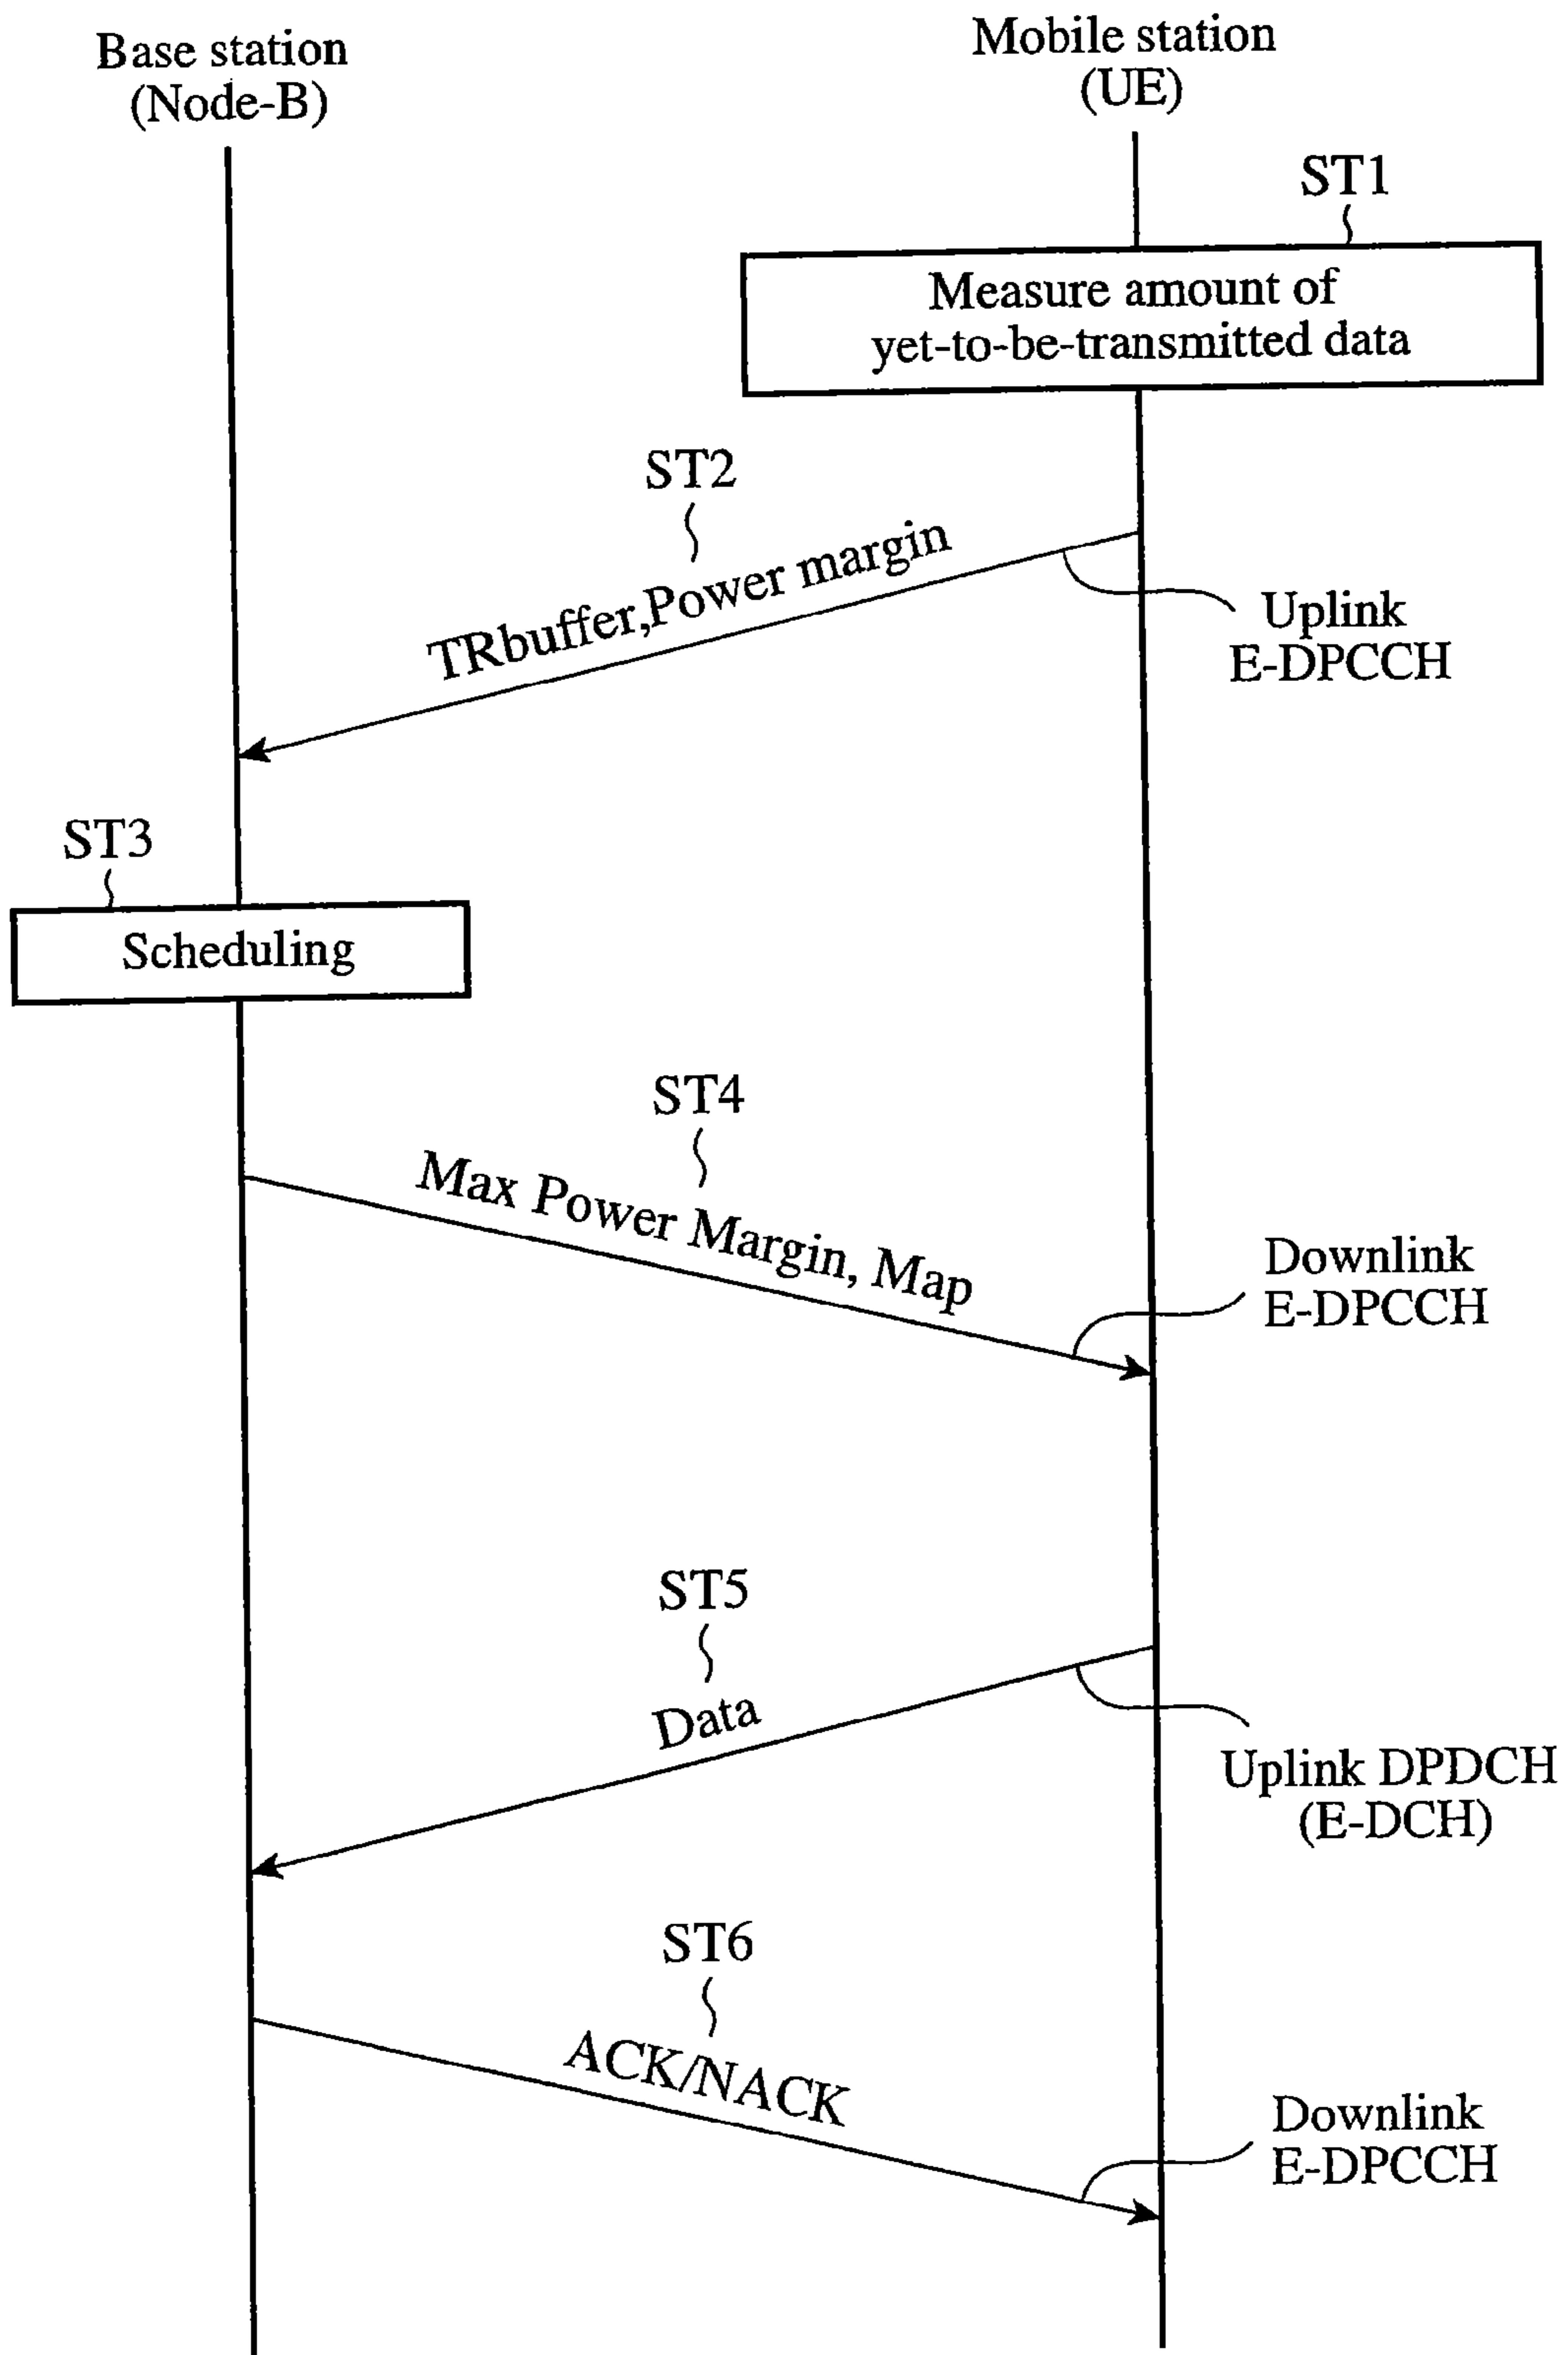 Base station
(Node-B)
Mobile station
(UE)
ST1
Measure amount of
yet-to-be-transmitted data
ST2
TRbuffer,Power margin
Uplink
E-DPCCH
ST3
Scheduling
ST4
Max Power Margin, Map
Downlink
E-DPCCH
ST5
Data
Uplink DPDCH
(E-DCH)
ST6
ACK/NACK
Downlink
E-DPCCH